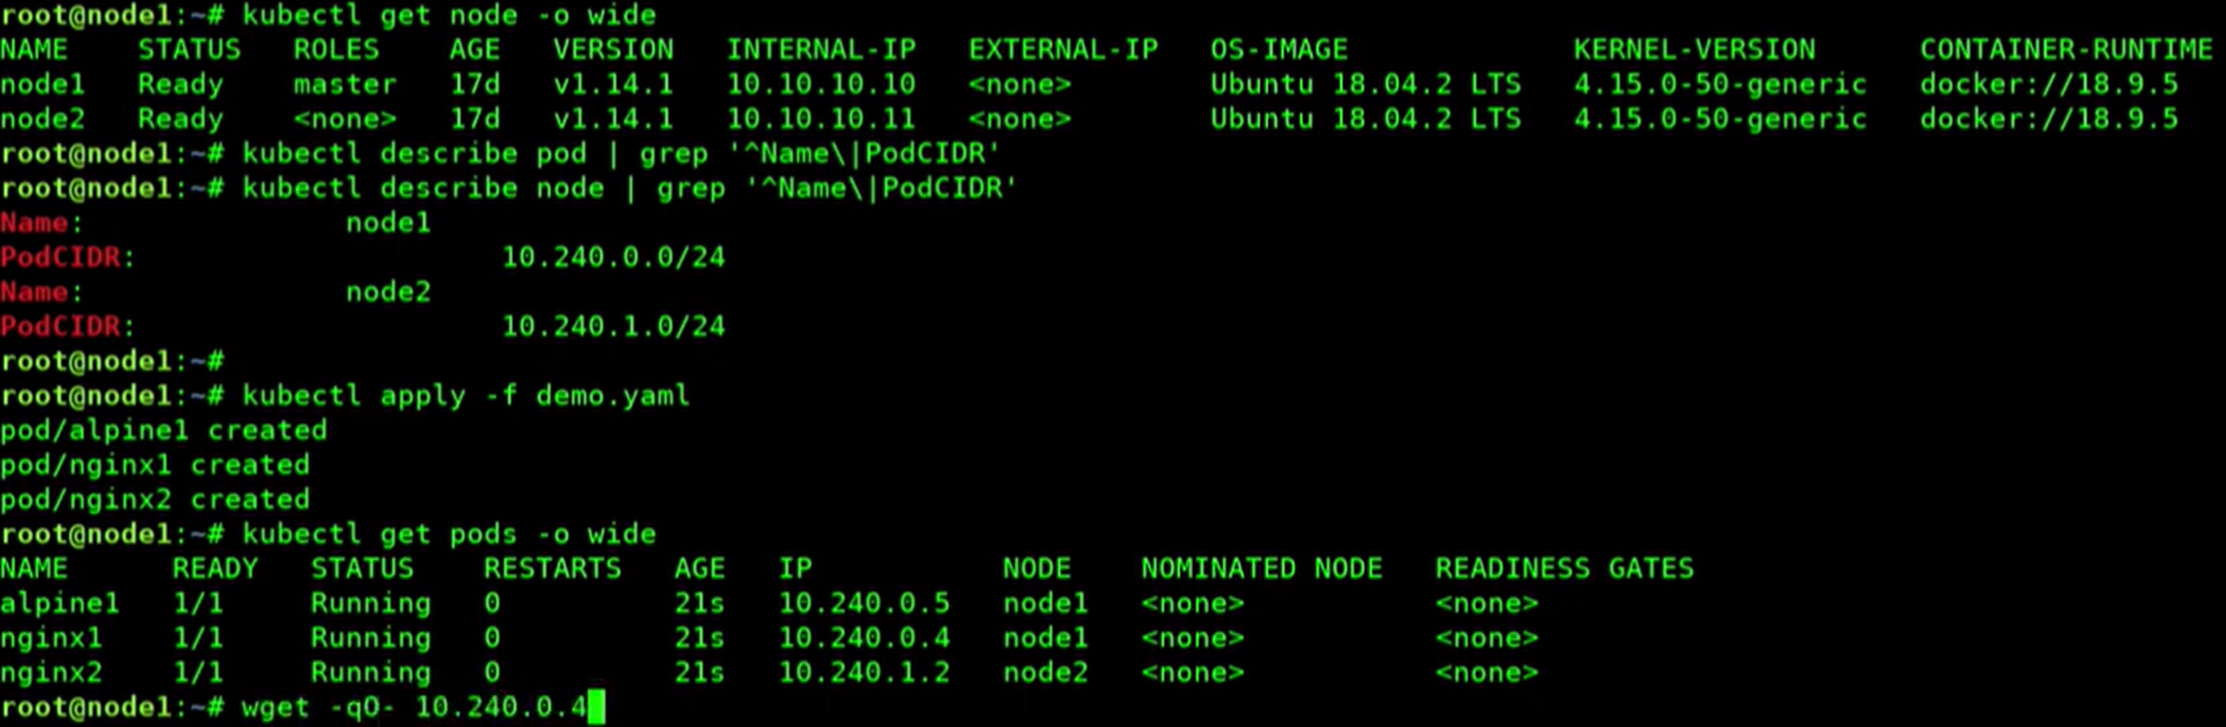 root@node1:~# kubectl get node -o wide
NAME    STATUS   ROLES    AGE   VERSION   INTERNAL-IP   EXTERNAL-IP   OS-IMAGE             KERNEL-VERSION      CONTAINER-RUNTIME
node1   Ready    master   17d   v1.14.1   10.10.10.10   <none>        Ubuntu 18.04.2 LTS   4.15.0-50-generic   docker://18.9.5
node2   Ready    <none>   17d   v1.14.1   10.10.10.11   <none>        Ubuntu 18.04.2 LTS   4.15.0-50-generic   docker://18.9.5
root@node1:~# kubectl describe pod | grep '^Name\|PodCIDR'
root@node1:~# kubectl describe node | grep '^Name\|PodCIDR'
Name:               node1
PodCIDR:                     10.240.0.0/24
Name:               node2
PodCIDR:                     10.240.1.0/24
root@node1:~#
root@node1:~# kubectl apply -f demo.yaml
pod/alpine1 created
pod/nginx1 created
pod/nginx2 created
root@node1:~# kubectl get pods -o wide
NAME      READY   STATUS    RESTARTS   AGE   IP           NODE    NOMINATED NODE   READINESS GATES
alpine1   1/1     Running   0          21s   10.240.0.5   node1   <none>           <none>
nginx1    1/1     Running   0          21s   10.240.0.4   node1   <none>           <none>
nginx2    1/1     Running   0          21s   10.240.1.2   node2   <none>           <none>
root@node1:~# wget -qO- 10.240.0.4